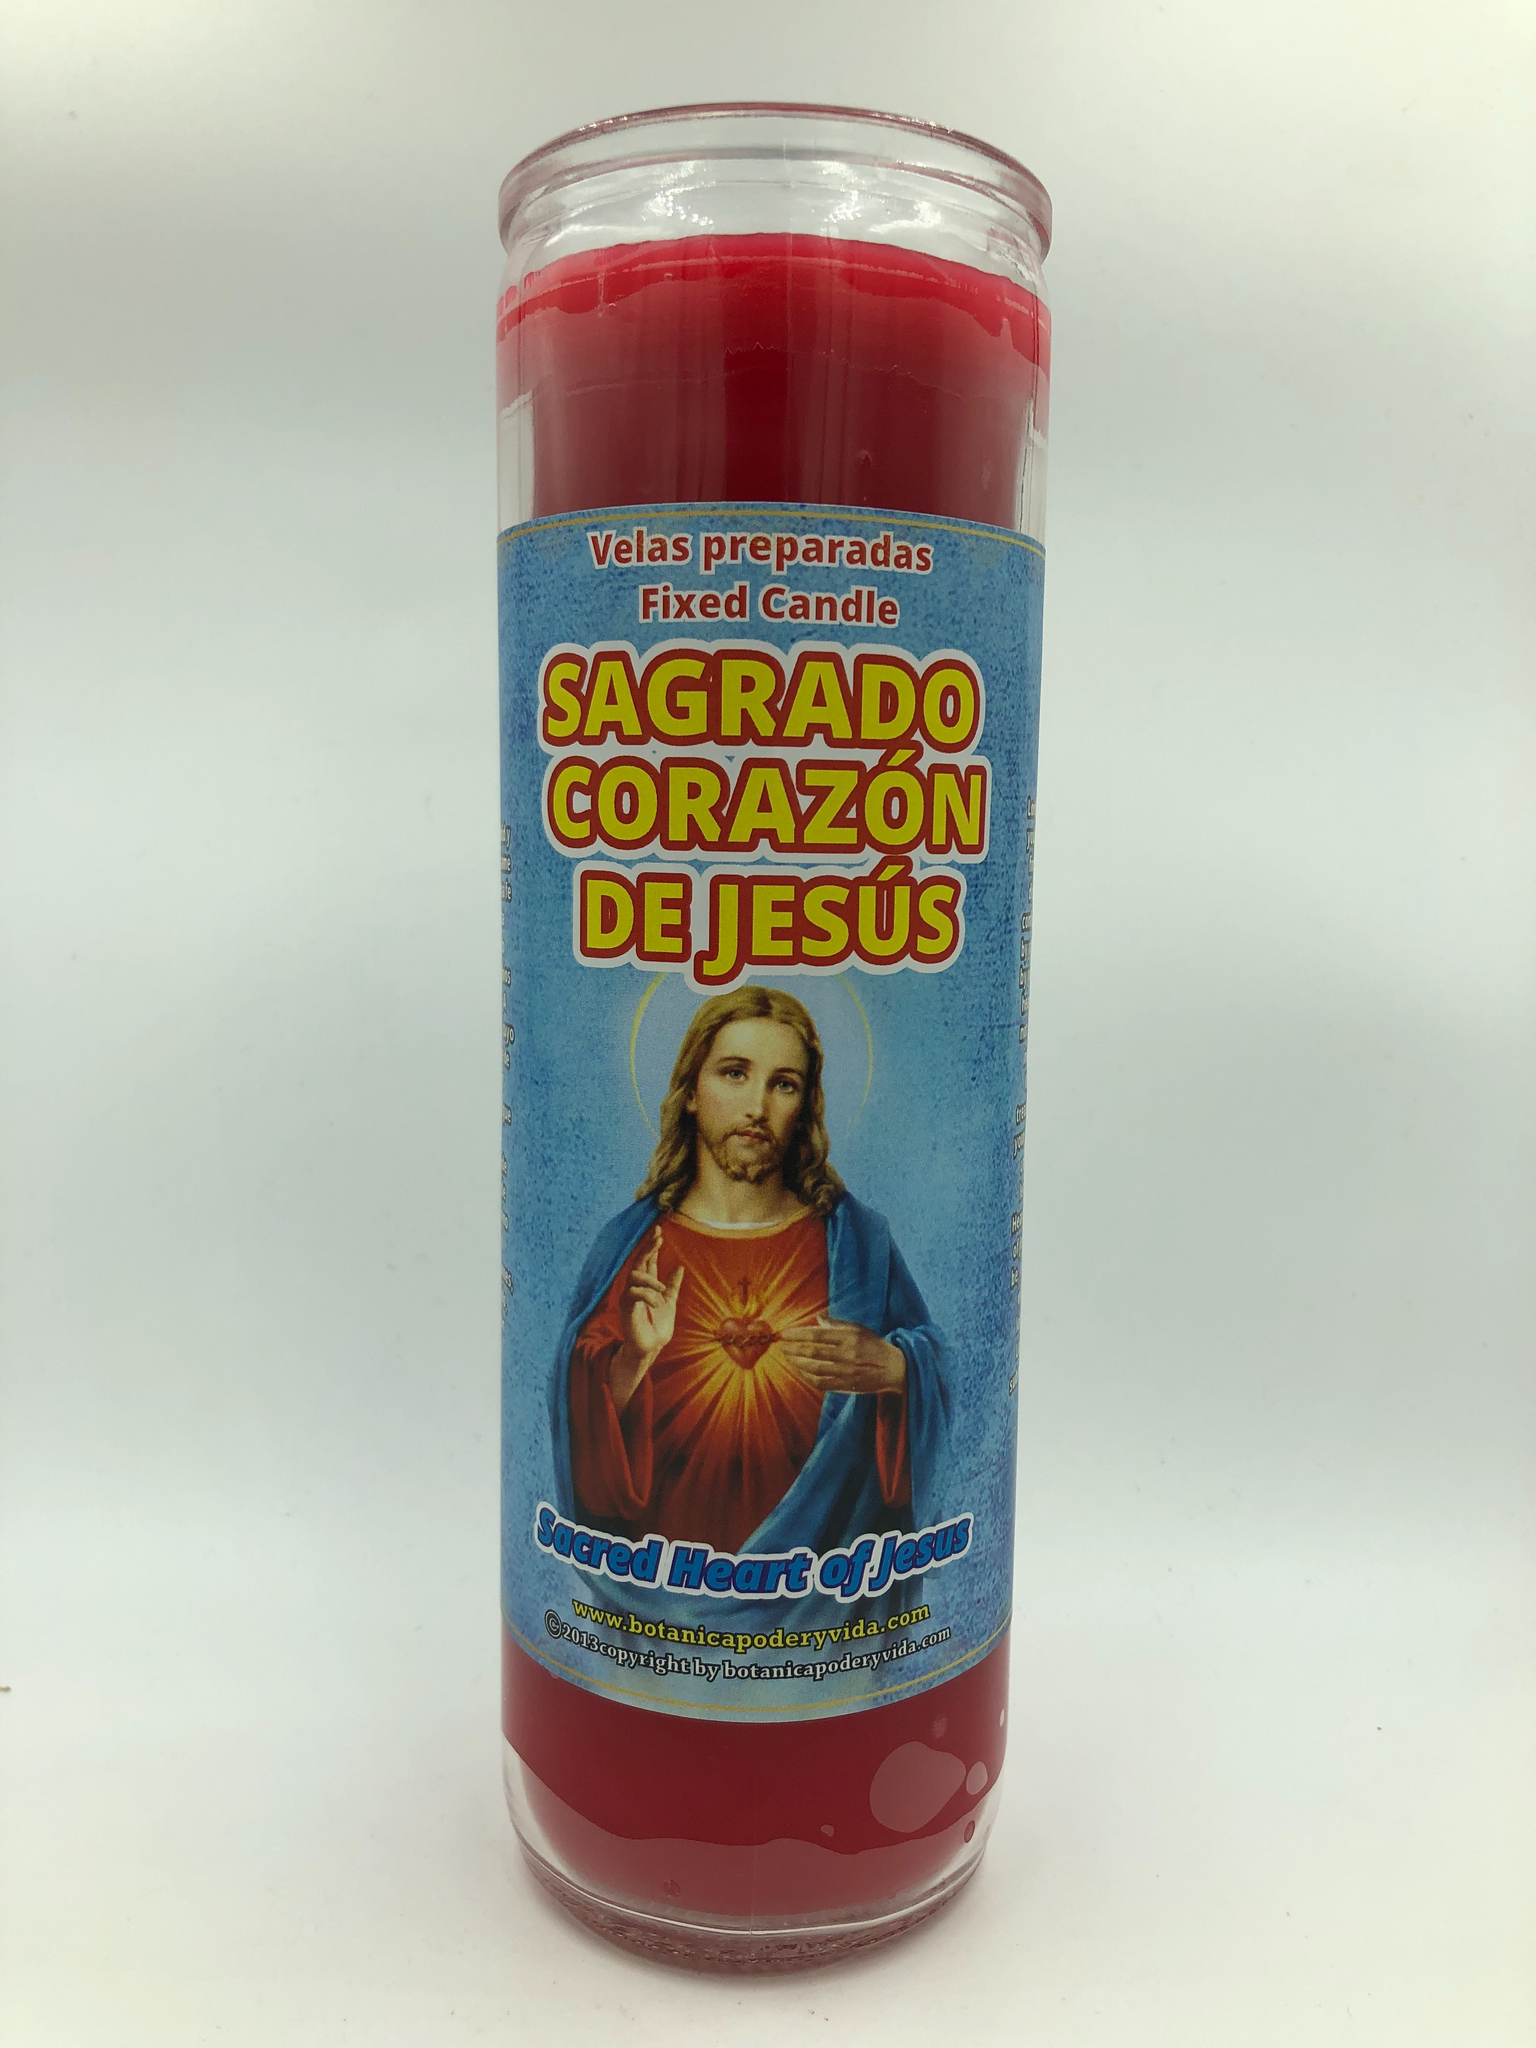 Velas preparadas
Fixed Candle
SAGRADO
CORAZÓN
DE JESÚS
Sacred Heart of Jesus
www.botanicapoderyvida.com
©2013copyright by botanicapoderyvida.com